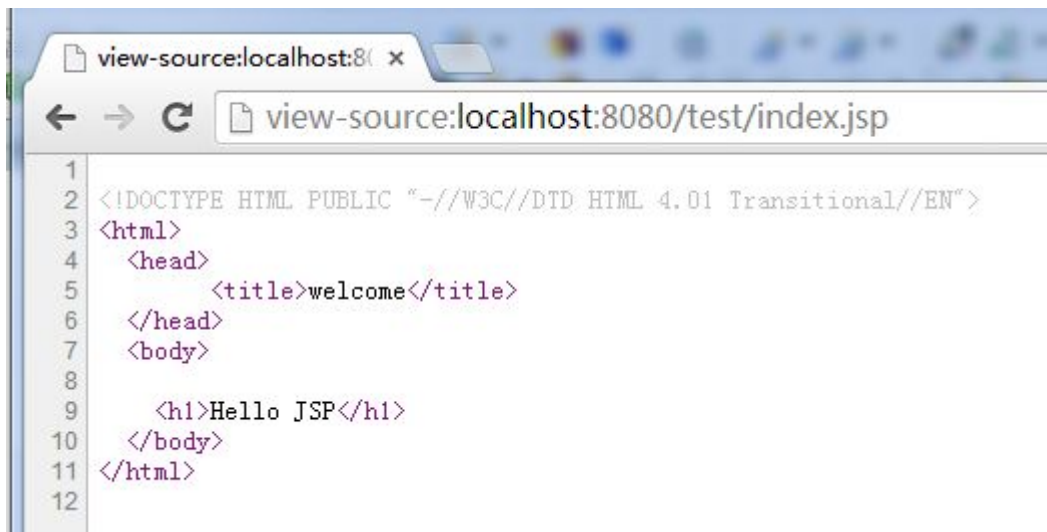 view-source:localhost:8(
view-source:localhost:8080/test/index.jsp
1
2 <!DOCTYPE HTML PUBLIC "-//W3C//DTD HTML 4.01 Transitional//EN">
3 <html>
4 <head>
5 <title>welcome</title>
6 </head>
7 <body>
8
9 <h1>Hello JSP</h1>
10 </body>
11 </html>
12